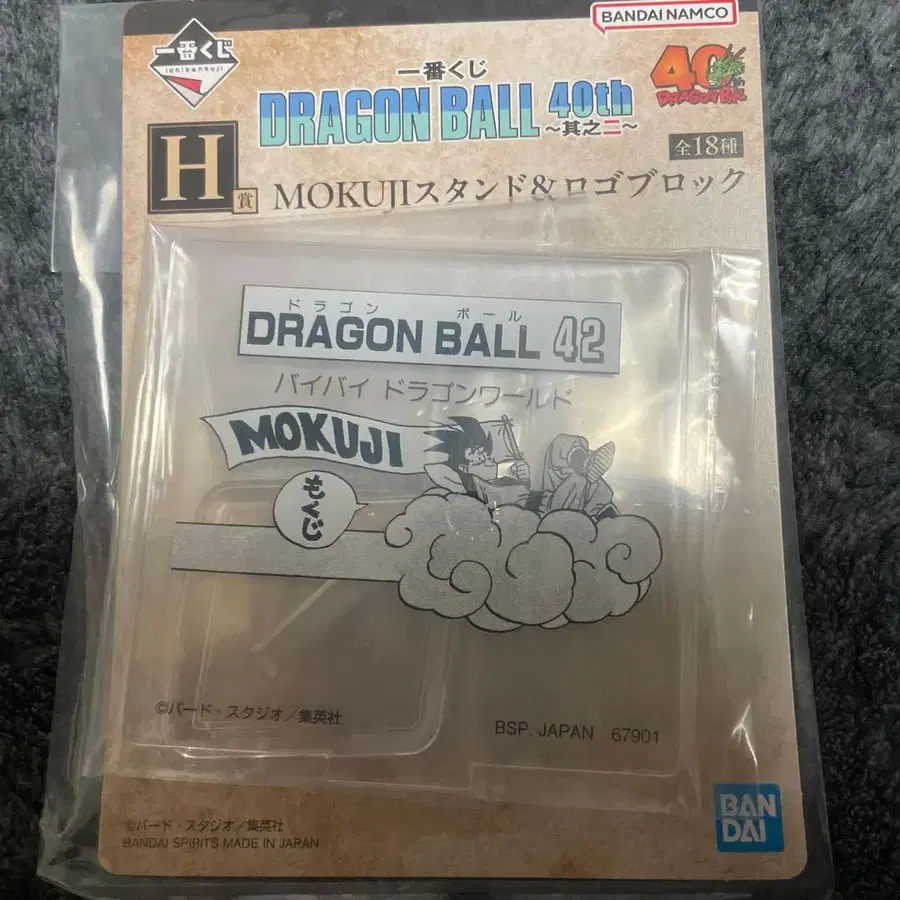 BANDAI NAMCO
一番くじ
ichibankuji
一番くじ
DRAGON BALL 40th
～其之二～
40th
DRAGON BALL
H賞
全18種
MOKUJIスタンド&ロゴブロック
ドラゴン ボール
DRAGON BALL 42
バイバイ ドラゴンワールド
MOKUJI
もくじ
©バード・スタジオ／集英社
BSP. JAPAN 67901
©バード・スタジオ／集英社
BANDAI SPIRITS MADE IN JAPAN
BAN
DAI